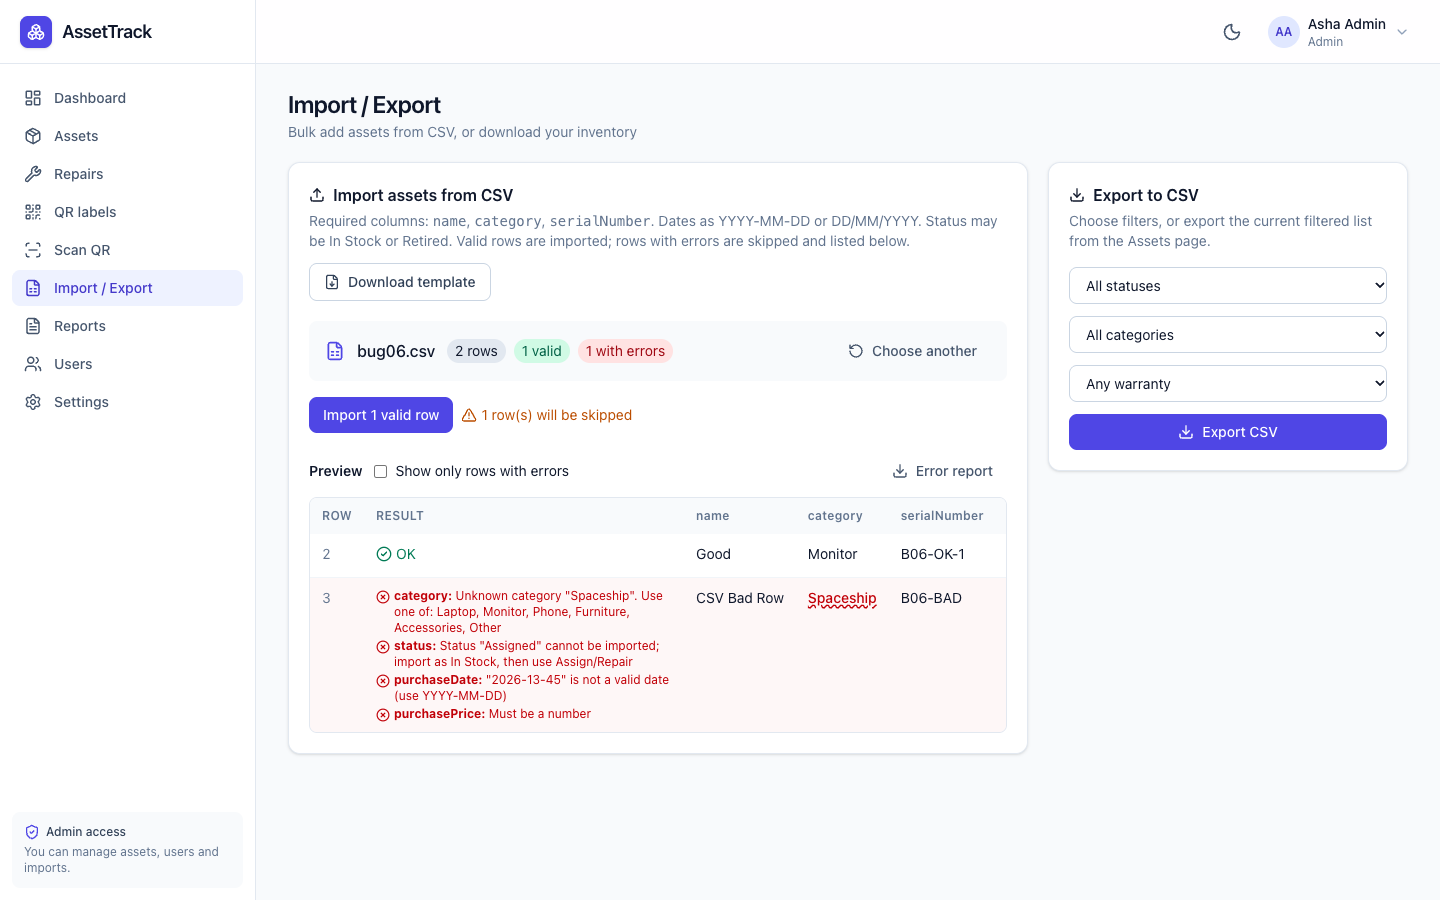 AssetTrack
AA
Asha Admin
Admin
Dashboard
Assets
Repairs
QR labels
Scan QR
Import / Export
Reports
Users
Settings
Admin access
You can manage assets, users and
imports.
Import / Export
Bulk add assets from CSV, or download your inventory
Import assets from CSV
Required columns: name, category, serialNumber. Dates as YYYY-MM-DD or DD/MM/YYYY. Status may
be In Stock or Retired. Valid rows are imported; rows with errors are skipped and listed below.
Download template
bug06.csv 2 rows 1 valid 1 with errors Choose another
Import 1 valid row 1 row(s) will be skipped
Preview Show only rows with errors Error report
ROW RESULT name category serialNumber
2 OK Good Monitor B06-OK-1
3 category: Unknown category "Spaceship". Use CSV Bad Row Spaceship B06-BAD
one of: Laptop, Monitor, Phone, Furniture,
Accessories, Other
status: Status "Assigned" cannot be imported;
import as In Stock, then use Assign/Repair
purchaseDate: "2026-13-45" is not a valid date
(use YYYY-MM-DD)
purchasePrice: Must be a number
Export to CSV
Choose filters, or export the current filtered list
from the Assets page.
All statuses
All categories
Any warranty
Export CSV